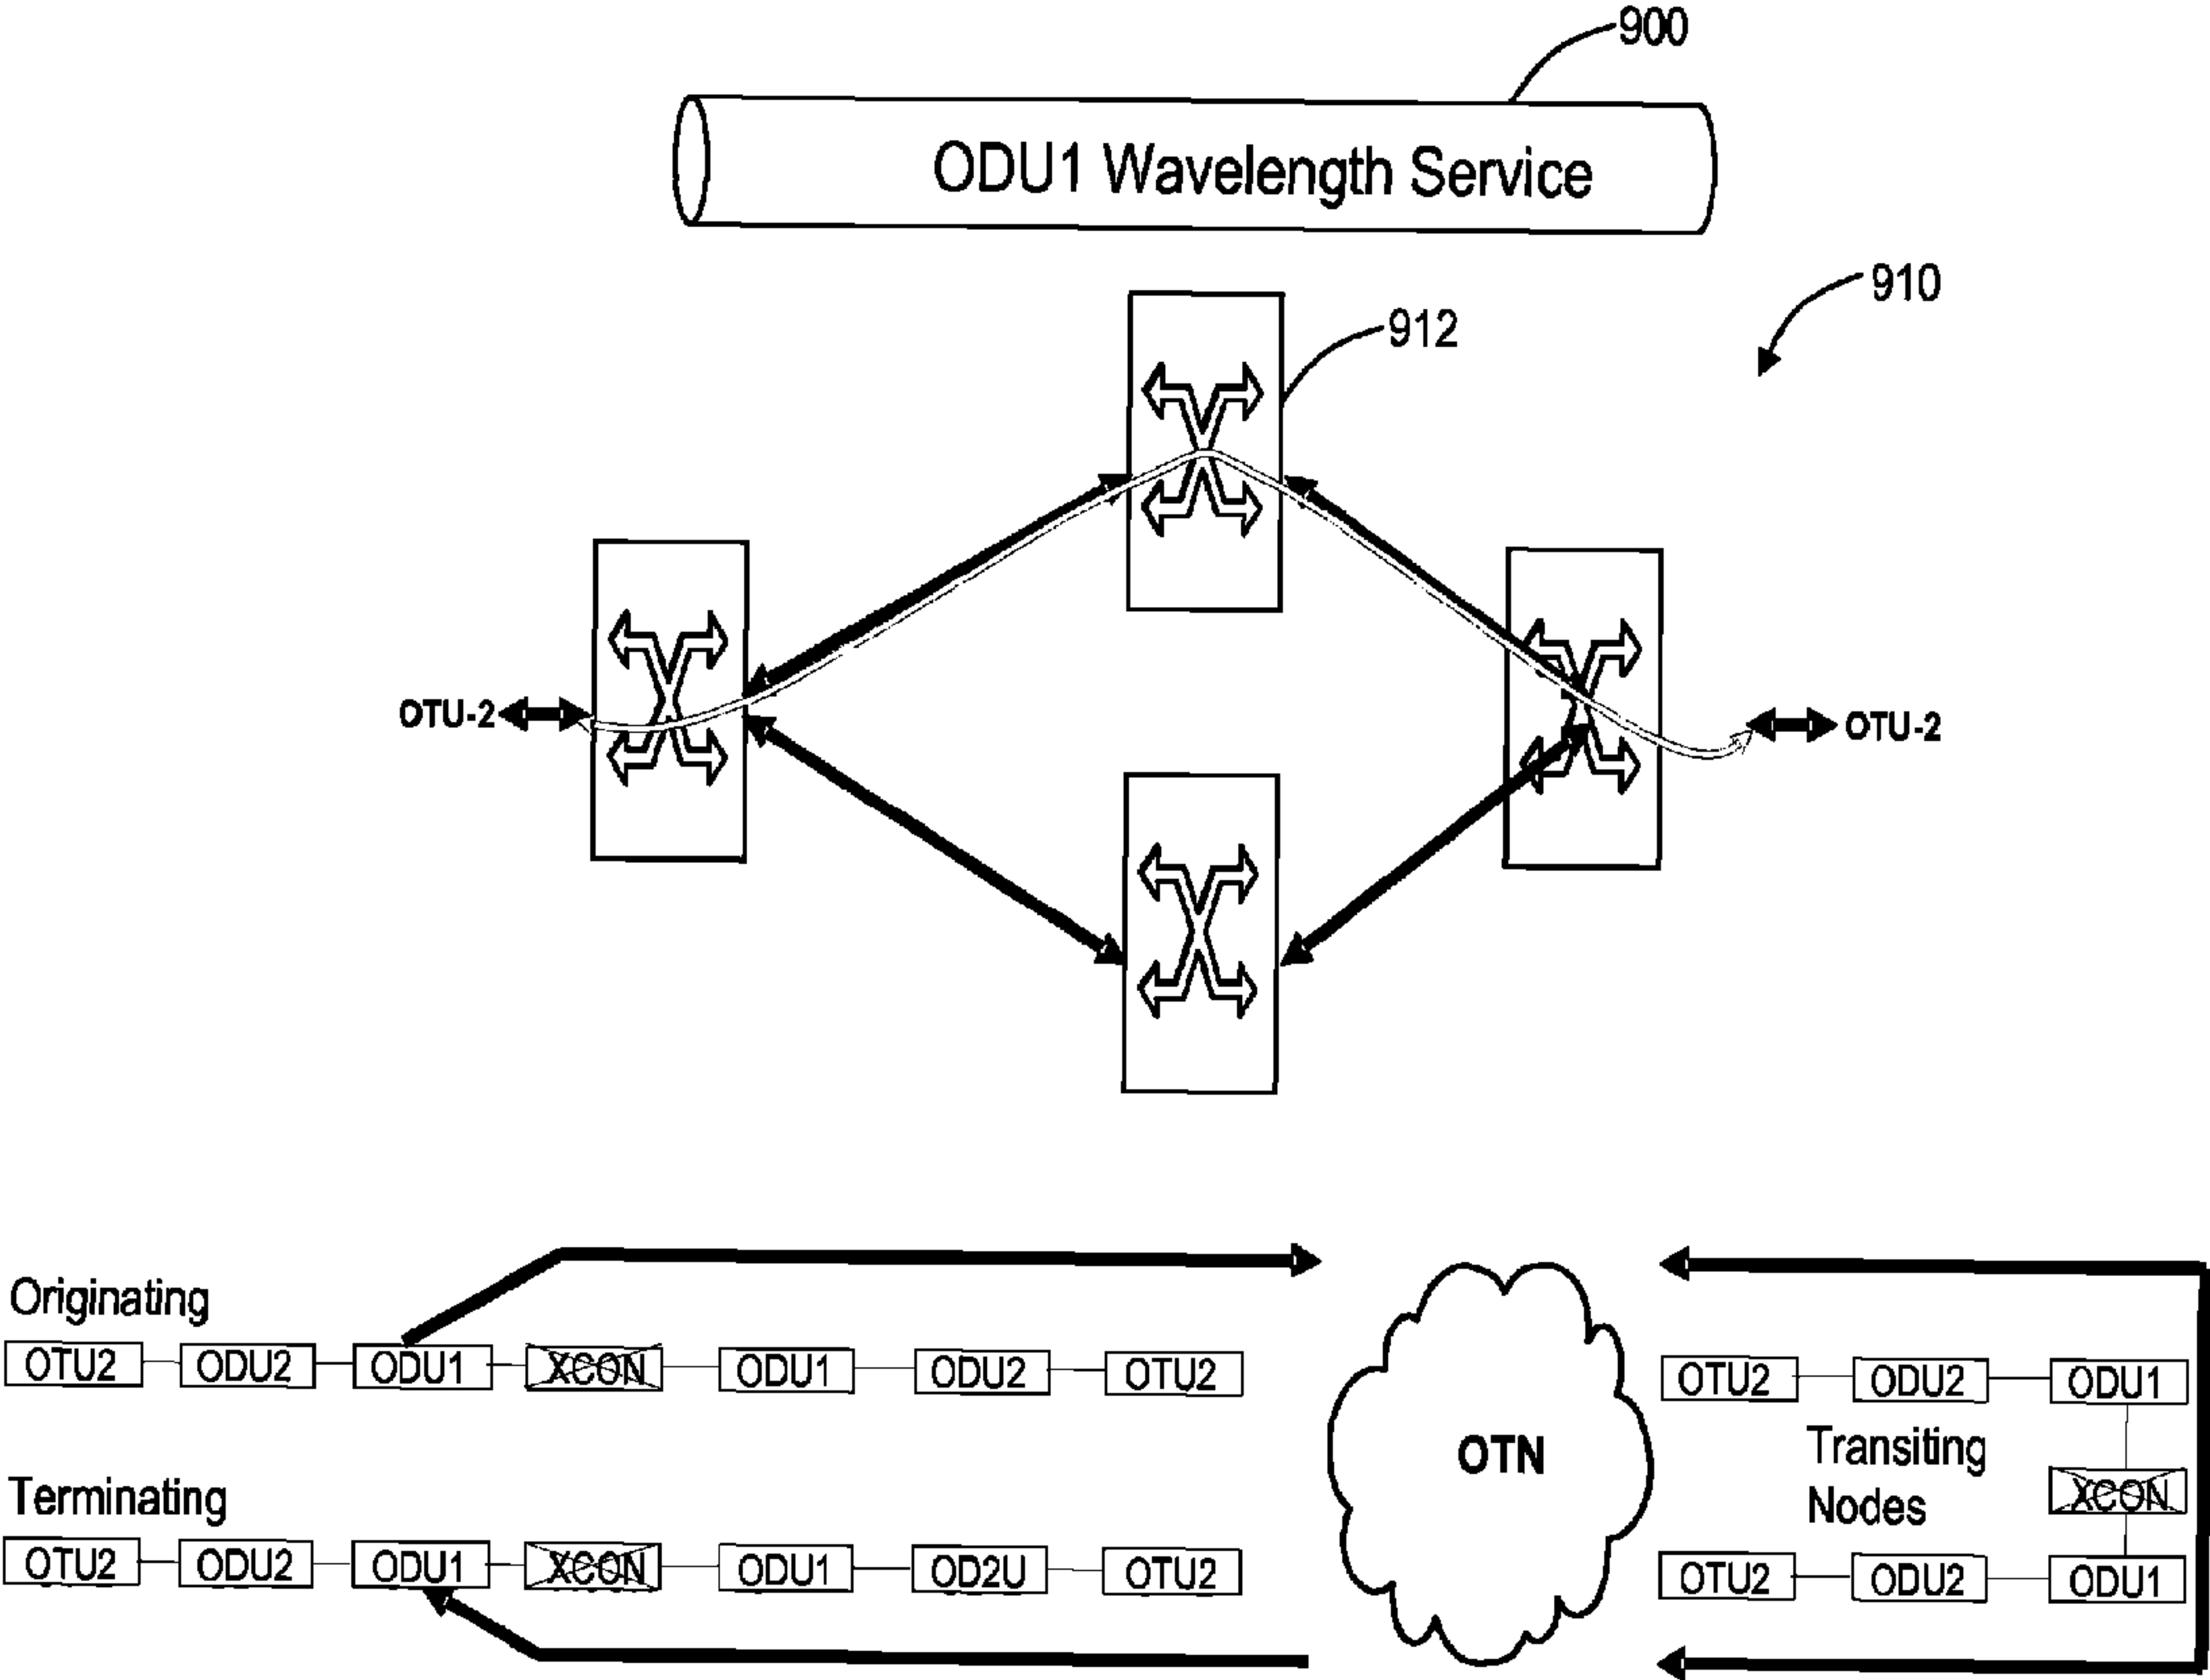 900
ODU1 Wavelength Service
910
912
OTU-2
OTU-2
Originating
OTU2 ODU2 ODU1 XCON ODU1 ODU2 OTU2
Terminating
OTU2 ODU2 ODU1 XCON ODU1 OD2U OTU2
OTN
OTU2 ODU2 ODU1
Transiting
Nodes
XCON
OTU2 ODU2 ODU1